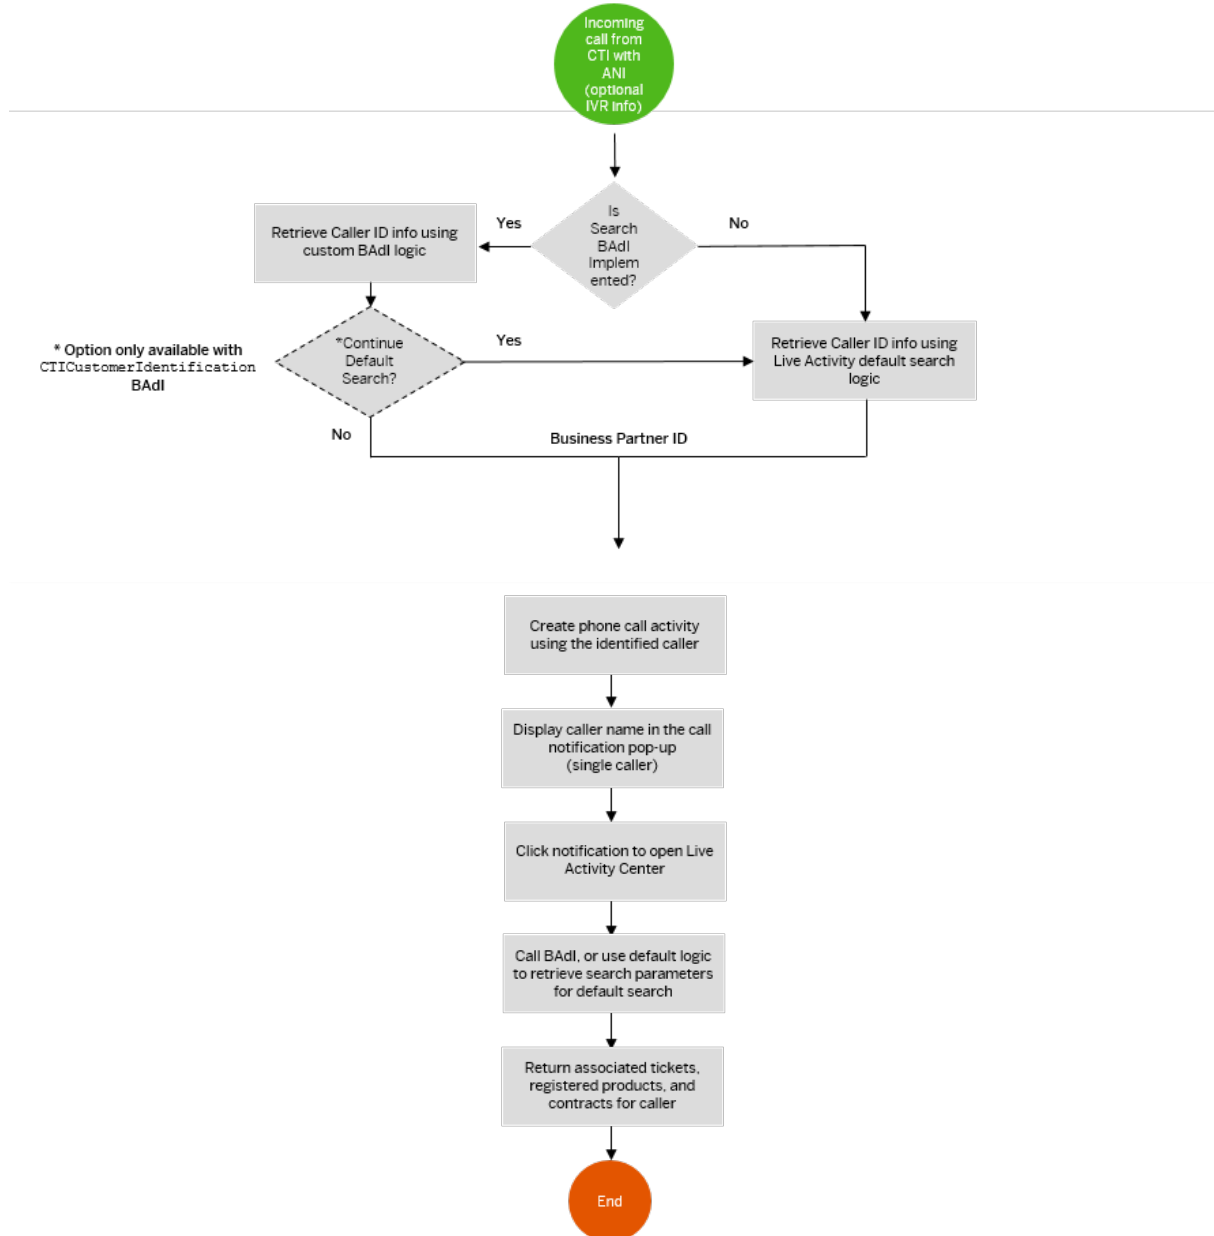 Incoming
call from
CTI with
ANI
(optional
IVR info)
Is
Search
BAdI
Implem
ented?
Yes
No
Retrieve Caller ID info using
custom BAdI logic
*Continue
Default
Search?
Yes
No
* Option only available with
CTICustomerIdentification
BAdI
Retrieve Caller ID info using
Live Activity default search
logic
Business Partner ID
Create phone call activity
using the identified caller
Display caller name in the call
notification pop-up
(single caller)
Click notification to open Live
Activity Center
Call BAdI, or use default logic
to retrieve search parameters
for default search
Return associated tickets,
registered products, and
contracts for caller
End